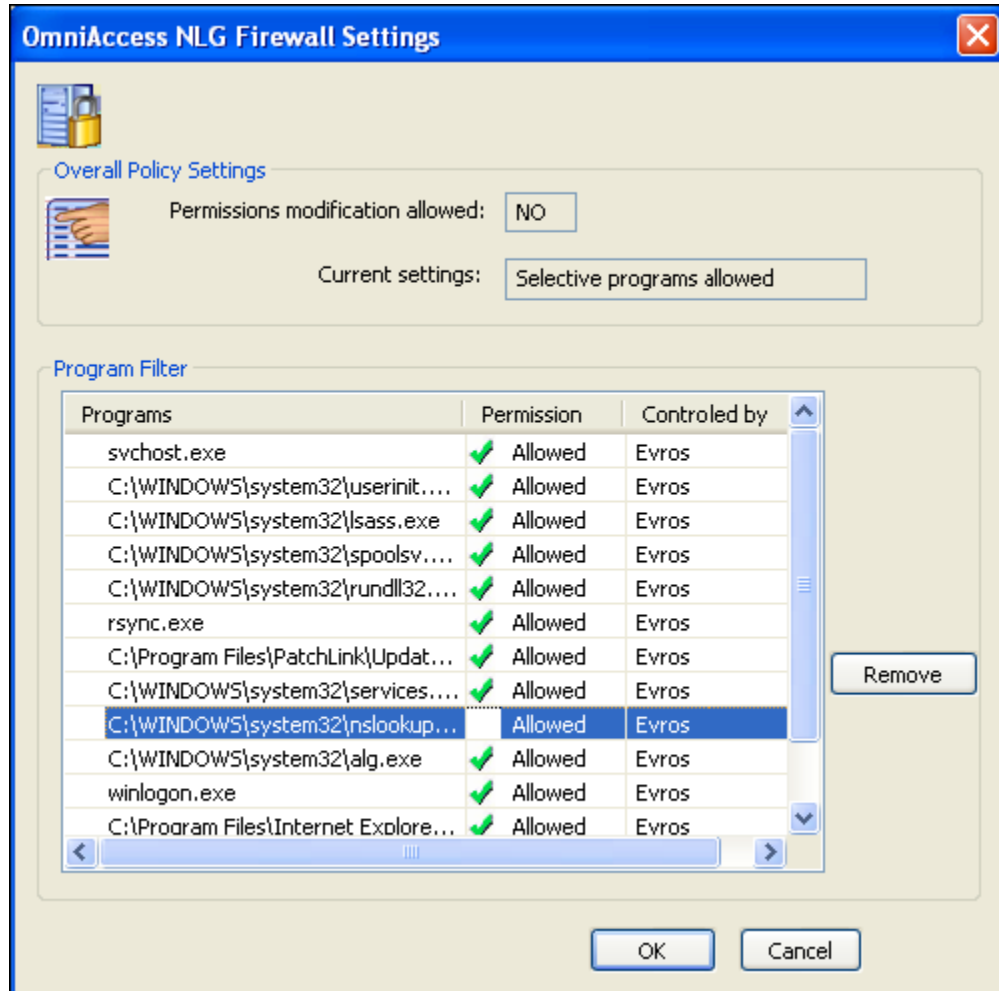 OmniAccess NLG Firewall Settings
Overall Policy Settings
Permissions modification allowed: NO
Current settings: Selective programs allowed
Program Filter
Programs Permission Controled by
svchost.exe Allowed Evros
C:\WINDOWS\system32\userinit.... Allowed Evros
C:\WINDOWS\system32\lsass.exe Allowed Evros
C:\WINDOWS\system32\spoolsv.... Allowed Evros
C:\WINDOWS\system32\rundll32.... Allowed Evros
rsync.exe Allowed Evros
C:\Program Files\PatchLink\Updat... Allowed Evros
C:\WINDOWS\system32\services.... Allowed Evros
Remove
C:\WINDOWS\system32\nslookup... Allowed Evros
C:\WINDOWS\system32\alg.exe Allowed Evros
winlogon.exe Allowed Evros
C:\Program Files\Internet Explore... Allowed Evros
OK Cancel